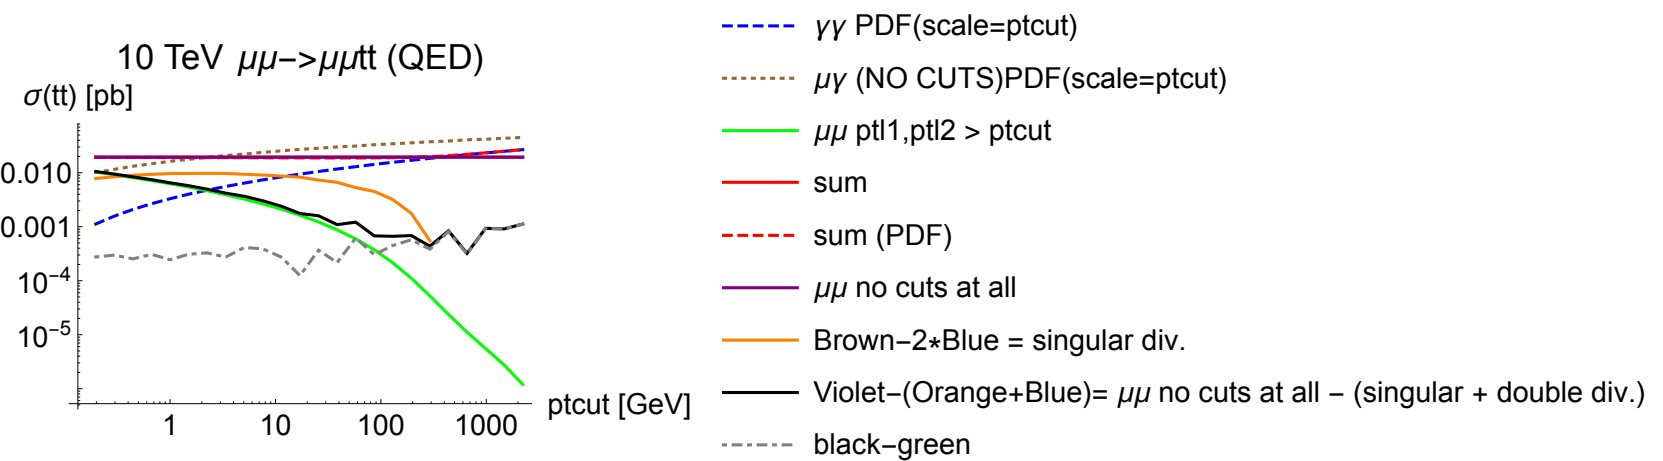 10 TeV μμ−>μμtt (QED)
σ(tt) [pb]
0.010
0.001
10−4
10−5
1
10
100
1000
ptcut [GeV]
γγ PDF(scale=ptcut)
μγ (NO CUTS)PDF(scale=ptcut)
μμ ptl1,ptl2 > ptcut
sum
sum (PDF)
μμ no cuts at all
Brown−2*Blue = singular div.
Violet−(Orange+Blue)= μμ no cuts at all − (singular + double div.)
black−green